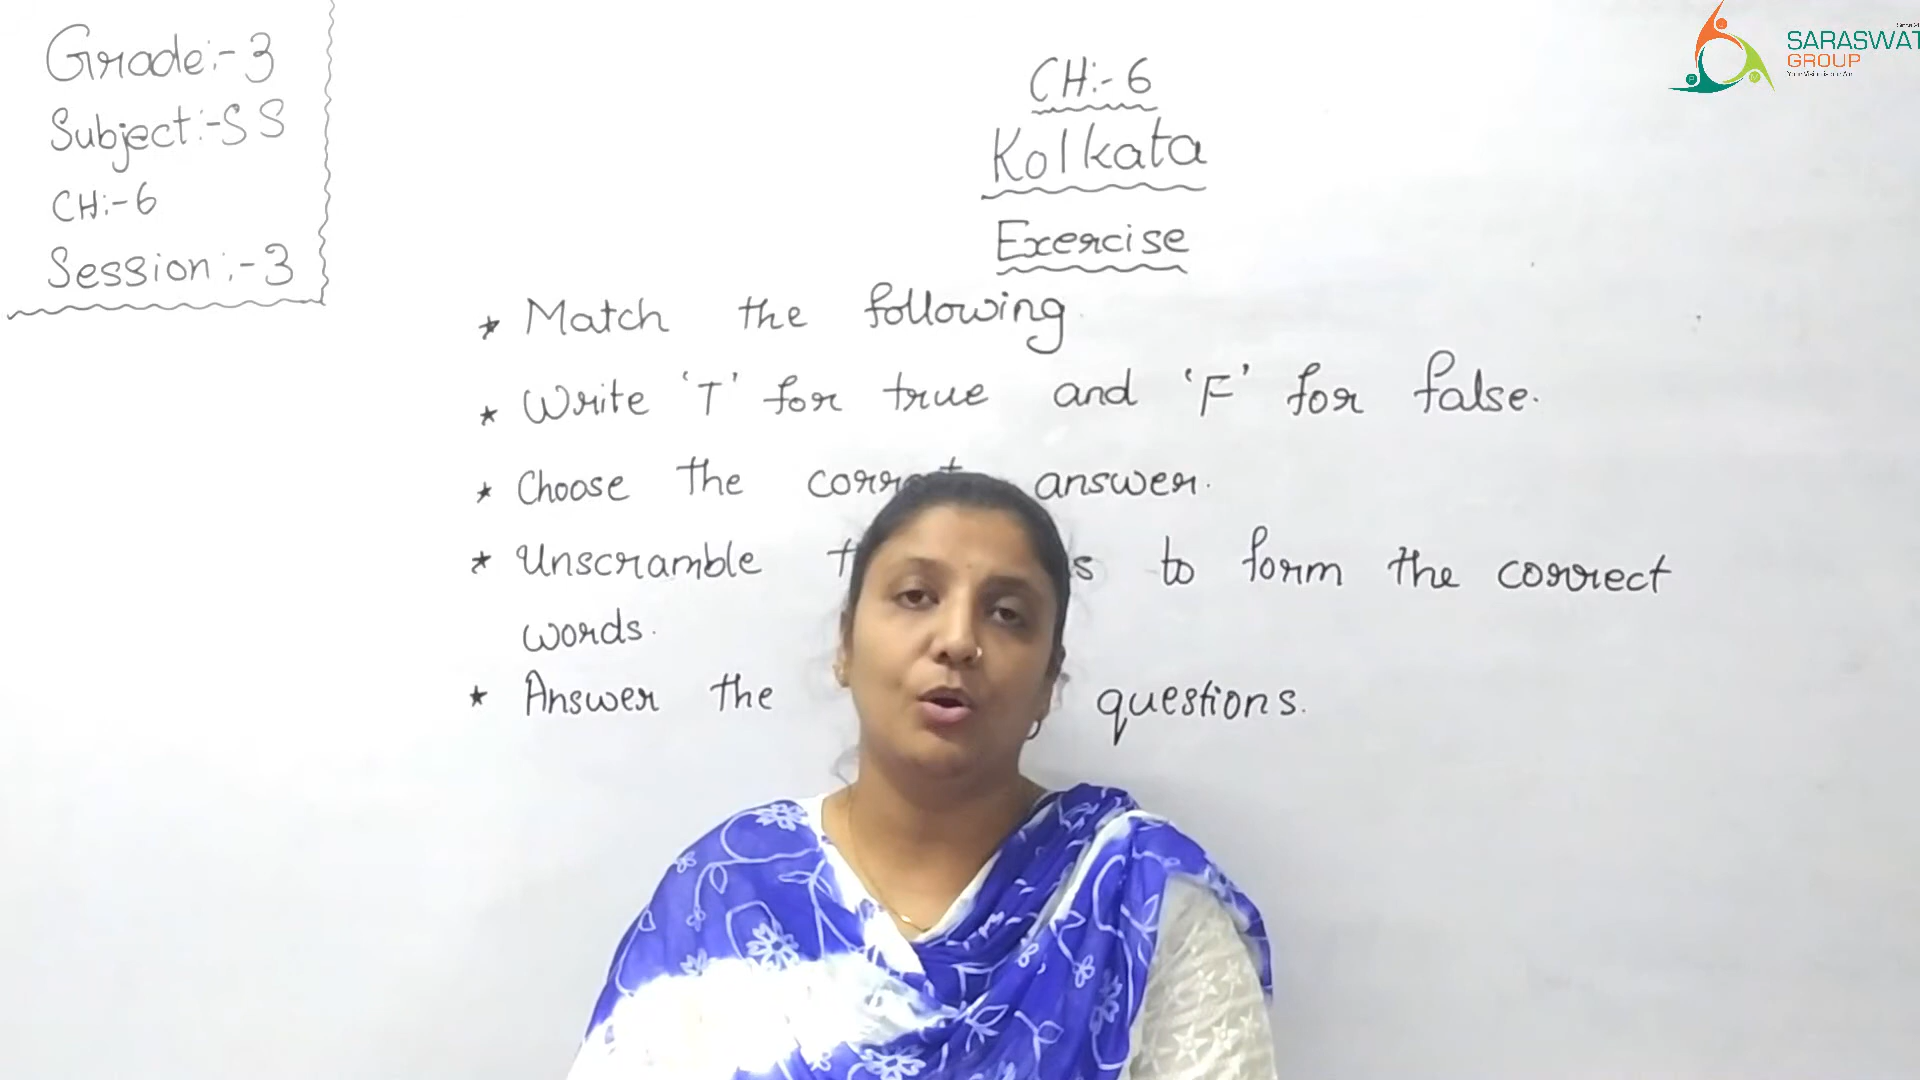 Grade:-3
Subject:-SS
CH:-6
Session:-3
CH:-6
Kolkata
Exercise
* Match the following
* Write 'T' for true and 'F' for false.
* Choose the answer.
* Unscramble to form the correct
words.
* Answer the questions.
SARASWAT
GROUP